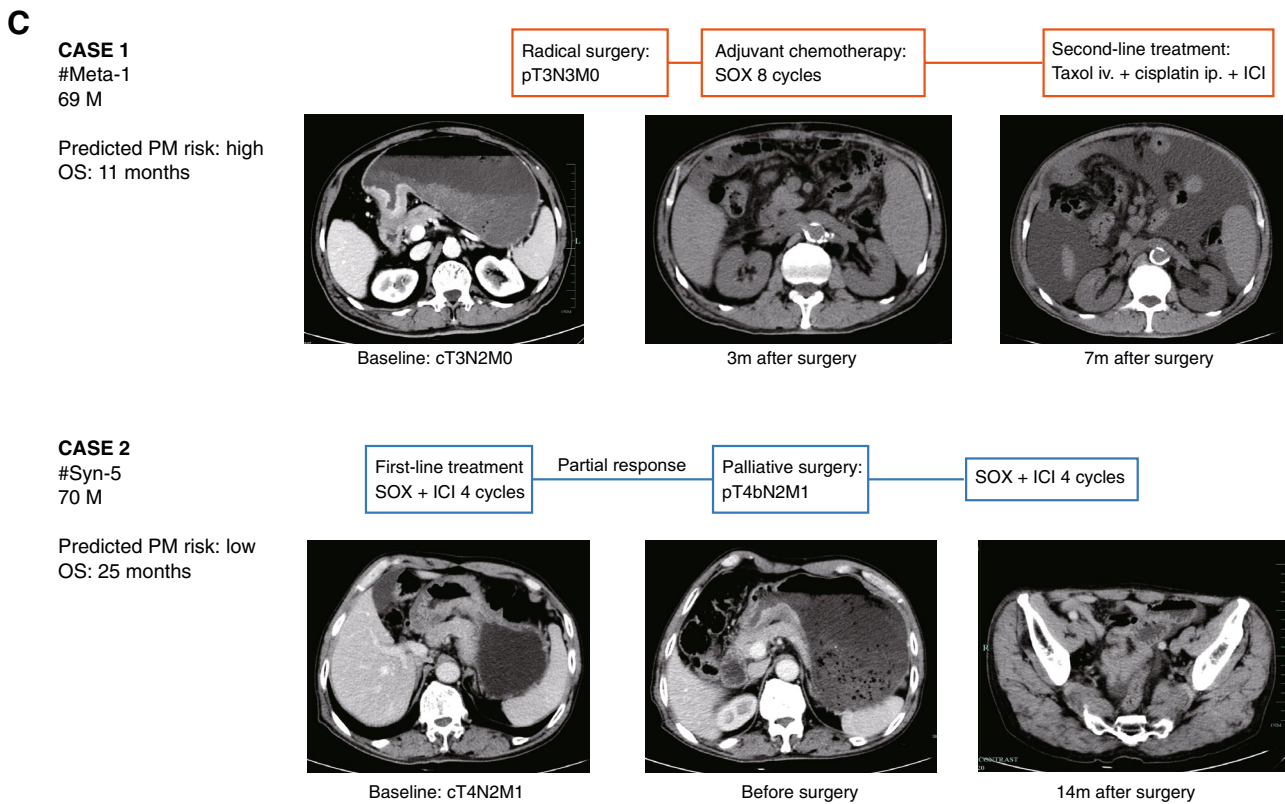 C
CASE 1
#Meta-1
69 M
Predicted PM risk: high
OS: 11 months
Radical surgery:
pT3N3M0
Adjuvant chemotherapy:
SOX 8 cycles
Second-line treatment:
Taxol iv. + cisplatin ip. + ICI
L
Baseline: cT3N2M0
3m after surgery
7m after surgery
CASE 2
#Syn-5
70 M
Predicted PM risk: low
OS: 25 months
First-line treatment
SOX + ICI 4 cycles
Partial response
Palliative surgery:
pT4bN2M1
SOX + ICI 4 cycles
R
CONTRAST
20
Baseline: cT4N2M1
Before surgery
14m after surgery